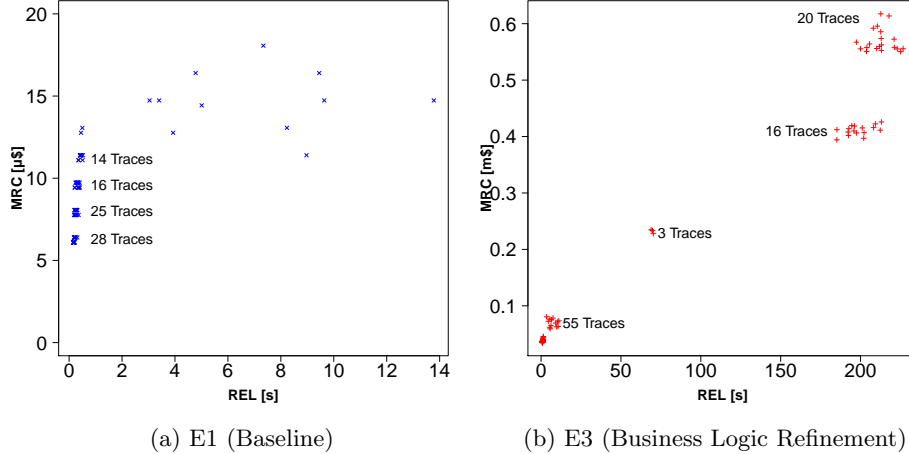 20
15
10
5
0
MRC [µ$]
14 Traces
16 Traces
25 Traces
28 Traces
0 2 4 6 8 10 12 14
REL [s]
(a) E1 (Baseline)
0.6
0.5
0.4
0.3
0.2
0.1
MRC [m$]
20 Traces
16 Traces
3 Traces
55 Traces
0 50 100 150 200
REL [s]
(b) E3 (Business Logic Refinement)